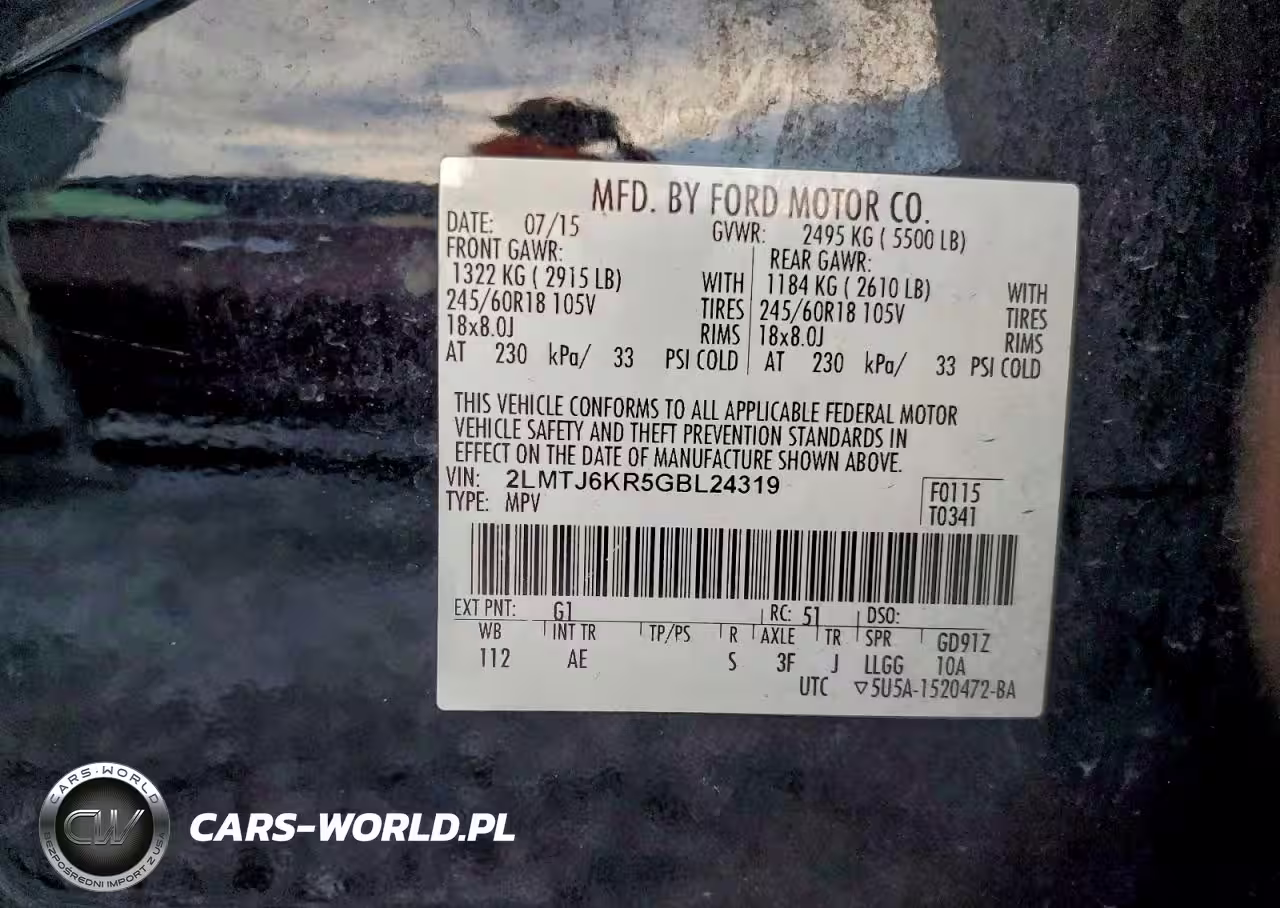 MFD. BY FORD MOTOR CO.
DATE: 07/15 GVWR: 2495 KG ( 5500 LB)
FRONT GAWR: REAR GAWR:
1322 KG ( 2915 LB) WITH 1184 KG ( 2610 LB) WITH
245/60R18 105V TIRES 245/60R18 105V TIRES
18x8.0J RIMS 18x8.0J RIMS
AT 230 kPa/ 33 PSI COLD AT 230 kPa/ 33 PSI COLD
THIS VEHICLE CONFORMS TO ALL APPLICABLE FEDERAL MOTOR
VEHICLE SAFETY AND THEFT PREVENTION STANDARDS IN
EFFECT ON THE DATE OF MANUFACTURE SHOWN ABOVE.
VIN: 2LMTJ6KR5GBL24319
TYPE: MPV
F0115
T0341
EXT PNT: G1 RC: 51 DSO:
WB INT TR TP/PS R AXLE TR SPR GD91Z
112 AE S 3F J LLGG 10A
UTC ▽5U5A-1520472-BA
CARS-WORLD
CW
BEZPOŚREDNI IMPORT Z USA
CARS-WORLD.PL